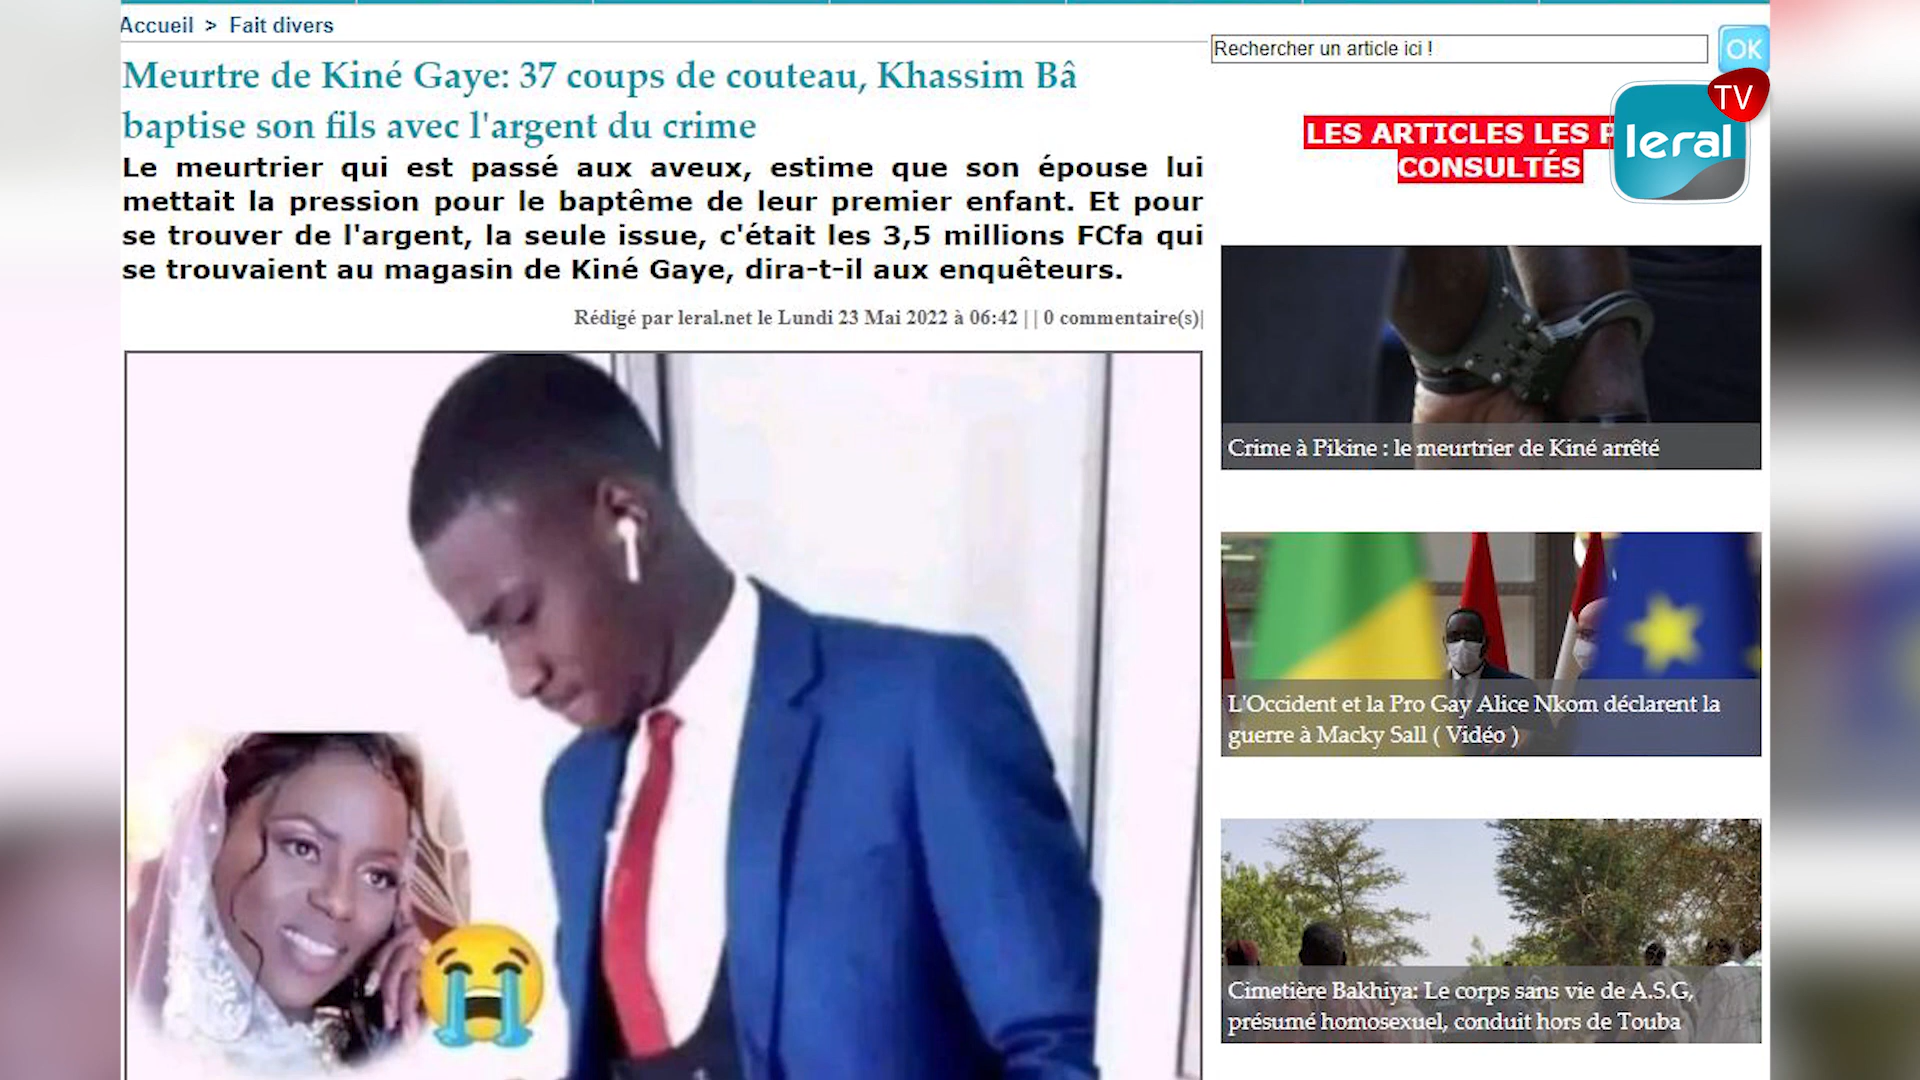 Accueil > Fait divers
Meurtre de Kiné Gaye: 37 coups de couteau, Khassim Bâ
baptise son fils avec l'argent du crime
Le meurtrier qui est passé aux aveux, estime que son épouse lui
mettait la pression pour le baptême de leur premier enfant. Et pour
se trouver de l'argent, la seule issue, c'était les 3,5 millions FCfa qui
se trouvaient au magasin de Kiné Gaye, dira-t-il aux enquêteurs.
Rédigé par leral.net le Lundi 23 Mai 2022 à 06:42 | | 0 commentaire(s)|
Rechercher un article ici !
OK
TV
leral
LES ARTICLES LES
CONSULTÉS
Crime à Pikine : le meurtrier de Kiné arrêté
L'Occident et la Pro Gay Alice Nkom déclarent la
guerre à Macky Sall ( Vidéo )
Cimetière Bakhiya: Le corps sans vie de A.S.G,
présumé homosexuel, conduit hors de Touba